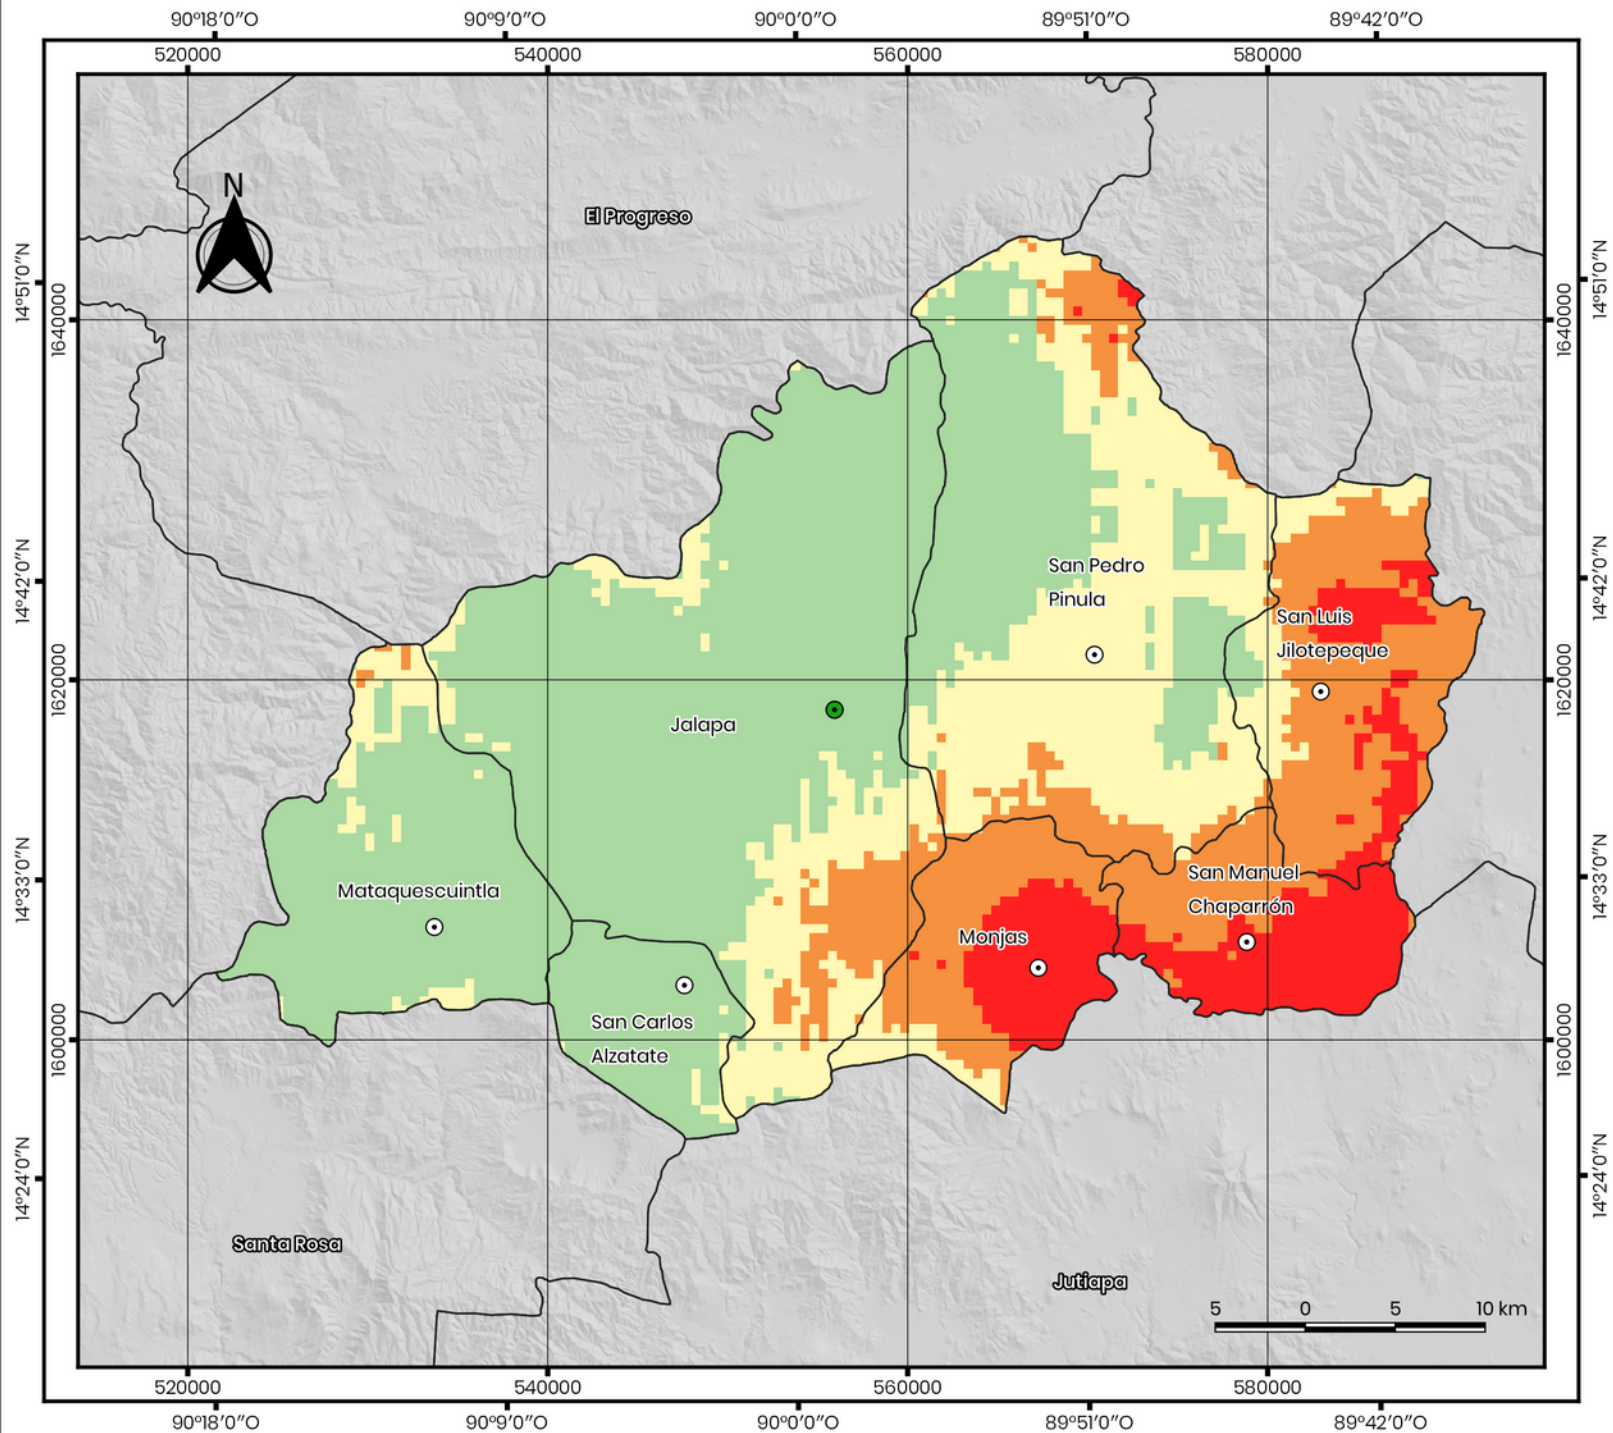 90°18'0"O 90°9'0"O 90°0'0"O 89°51'0"O 89°42'0"O
520000 540000 560000 580000
N
El Progreso
14°51'0"N 14°51'0"N
1640000 1640000
14°42'0"N 14°42'0"N
San Pedro
Pinula
San Luis
Jilotepeque
1620000 1620000
Jalapa
14°33'0"N 14°33'0"N
San Manuel
Chaparrón
Mataquescuintla
Monjas
San Carlos
Alzatate
1600000 1600000
14°24'0"N 14°24'0"N
Santa Rosa
Jutiapa
5 0 5 10 km
520000 540000 560000 580000
90°18'0"O 90°9'0"O 90°0'0"O 89°51'0"O 89°42'0"O